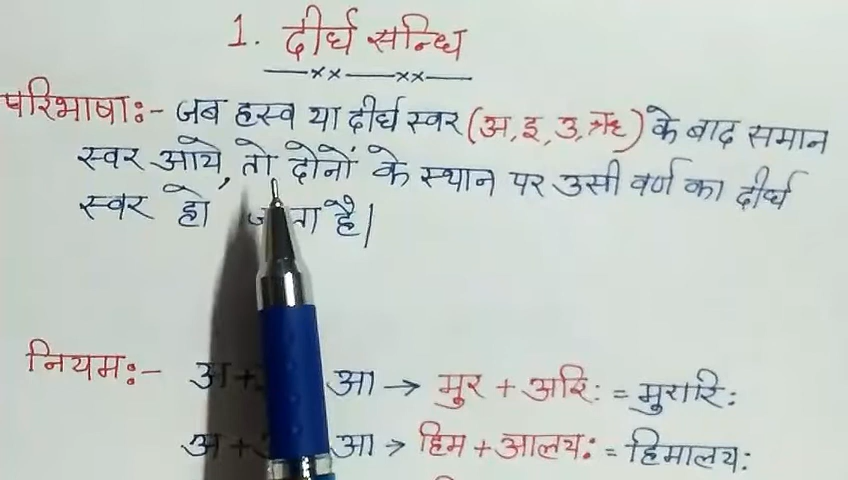 1. दीर्घ सन्धि
परिभाषाः- जब ह्रस्व या दीर्घ स्वर (अ, इ, उ, ऋ) के बाद समान
स्वर आये, तो दोनों के स्थान पर उसी वर्ण का दीर्घ
स्वर हो है।
नियमः- अ + आ → मुर + अरिः = मुरारिः
अ + आ → हिम + आलयः = हिमालयः